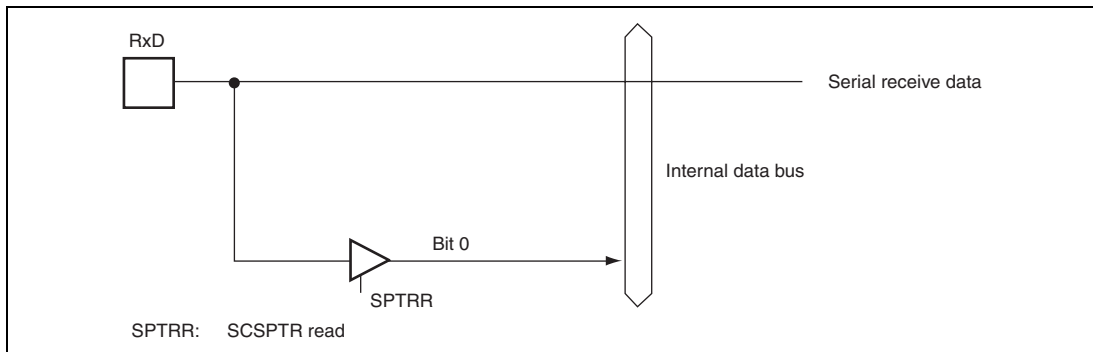 RxD
Serial receive data
Internal data bus
Bit 0
SPTRR
SPTRR: SCSPTR read